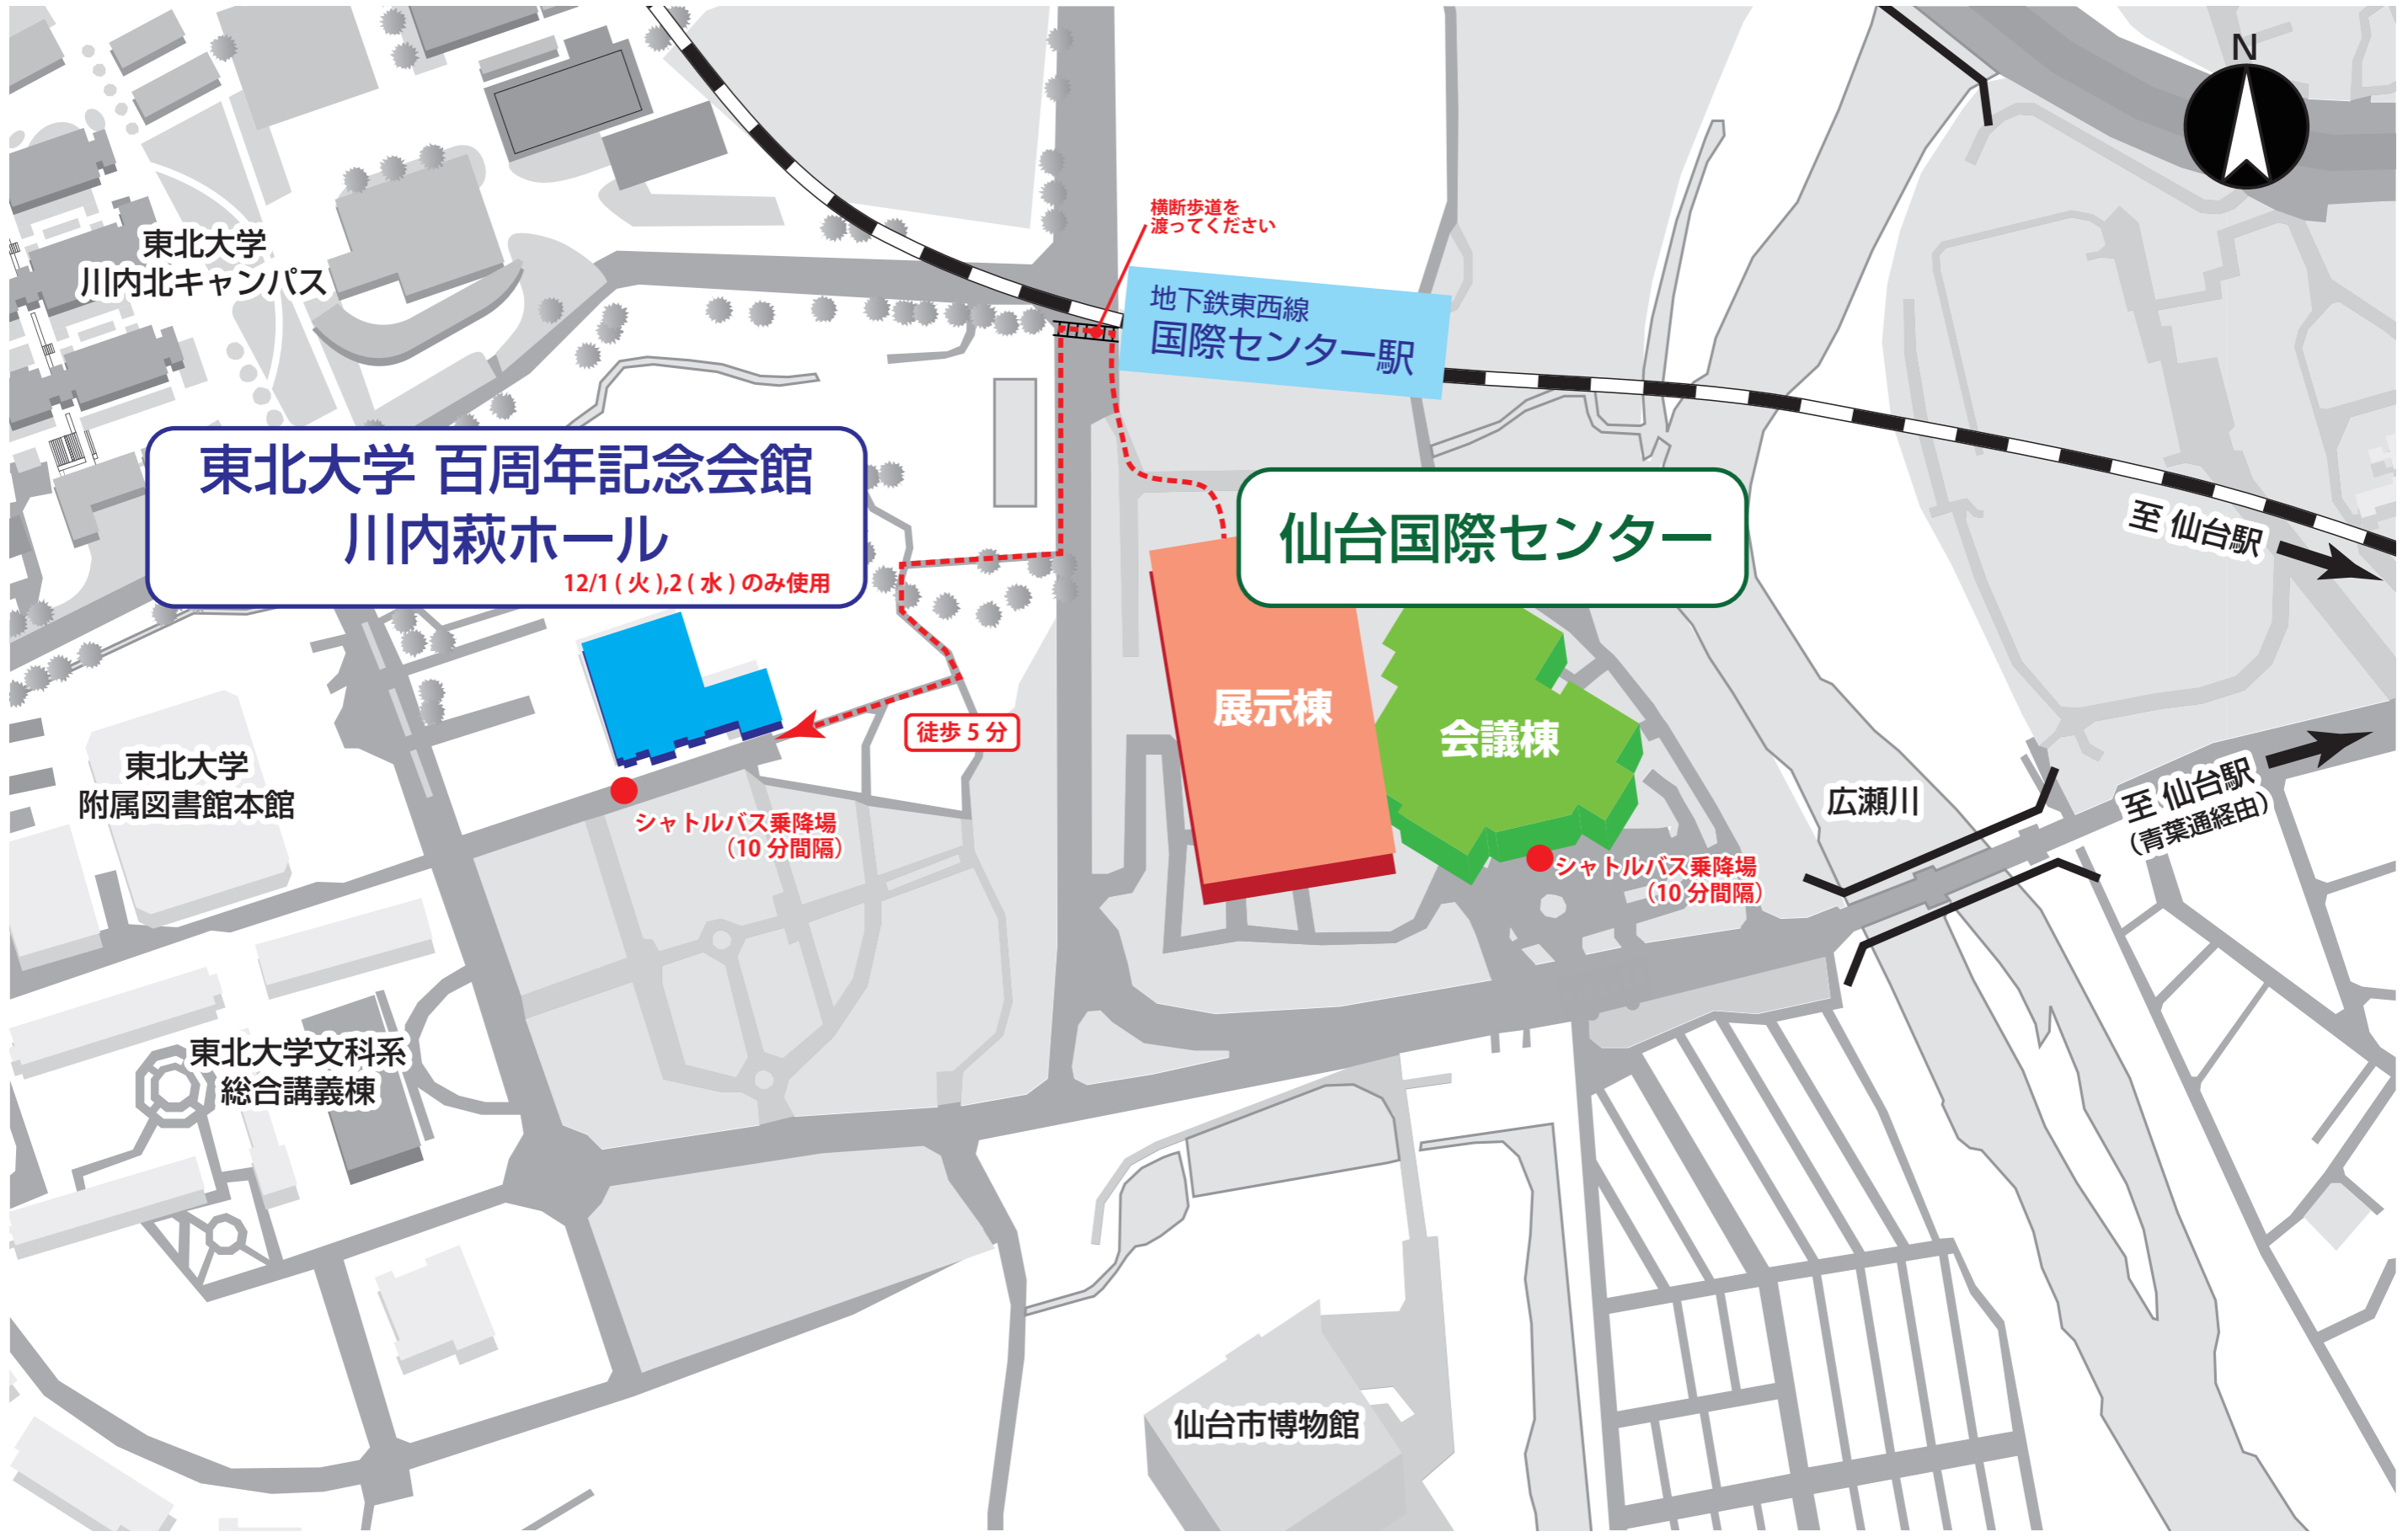 N
横断歩道を
渡ってください
東北大学
川内北キャンパス
地下鉄東西線
国際センター駅
東北大学 百周年記念会館
川内萩ホール
12/1 ( 火 ),2 ( 水 ) のみ使用
仙台国際センター
至 仙台駅
展示棟
会議棟
徒歩 5 分
東北大学
附属図書館本館
シャトルバス乗降場
（10 分間隔）
シャトルバス乗降場
（10 分間隔）
広瀬川
至 仙台駅
（青葉通経由）
東北大学文科系
総合講義棟
仙台市博物館